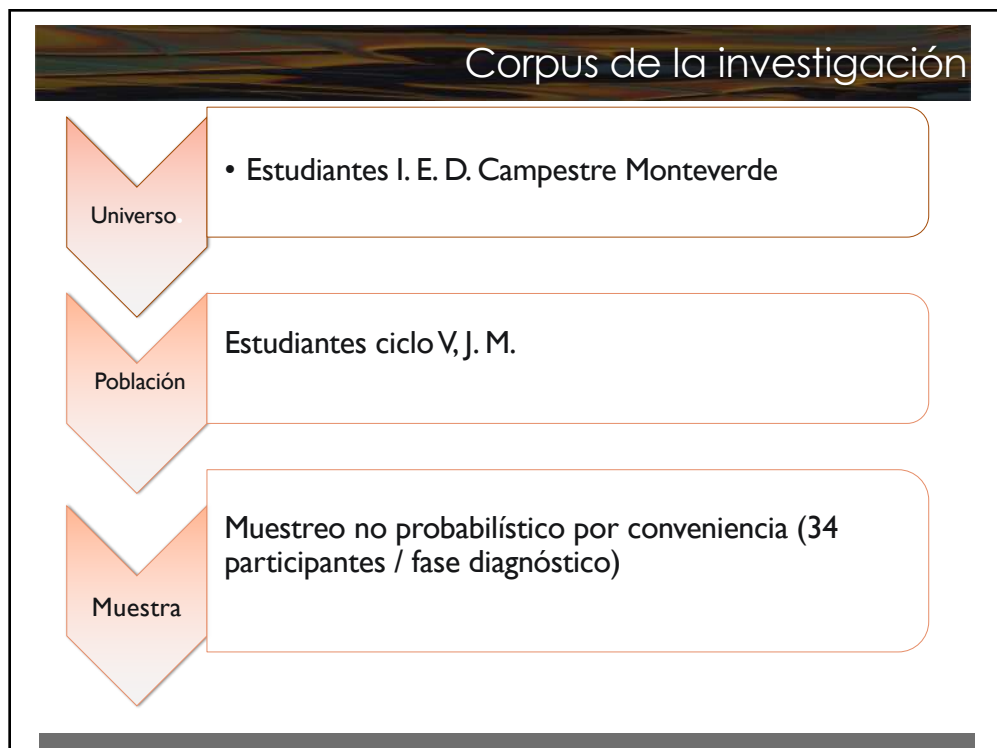 Corpus de la investigación
Universo
• Estudiantes I. E. D. Campestre Monteverde
Población
Estudiantes ciclo V, J. M.
Muestra
Muestreo no probabilístico por conveniencia (34
participantes / fase diagnóstico)